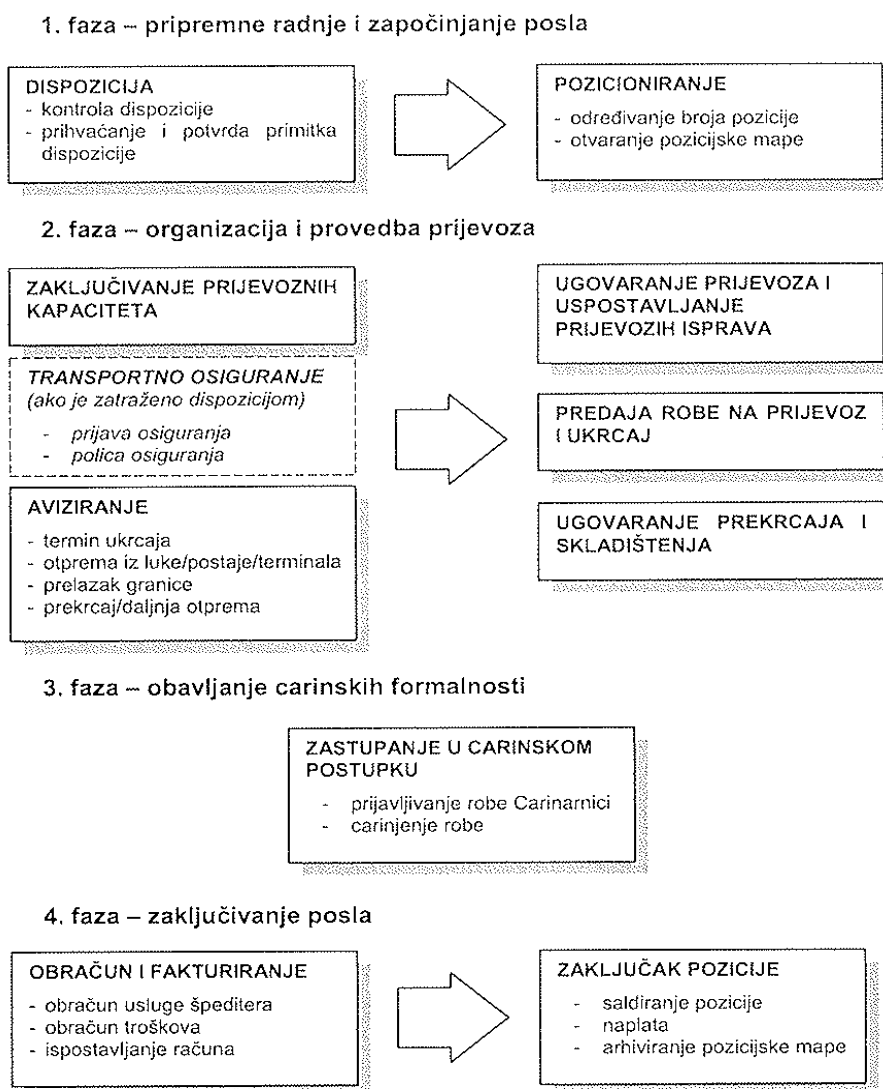 1. faza – pripremne radnje i započinjanje posla
DISPOZICIJA
- kontrola dispozicije
- prihvaćanje i potvrda primitka
dispozicije
POZICIONIRANJE
- određivanje broja pozicije
- otvaranje pozicijske mape
2. faza – organizacija i provedba prijevoza
ZAKLJUČIVANJE PRIJEVOZNIH
KAPACITETA
TRANSPORTNO OSIGURANJE
(ako je zatraženo dispozicijom)
- prijava osiguranja
- polica osiguranja
AVIZIRANJE
- termin ukrcaja
- otprema iz luke/postaje/terminala
- prelazak granice
- prekrcaj/daljnja otprema
UGOVARANJE PRIJEVOZA I
USPOSTAVLJANJE
PRIJEVOZIH ISPRAVA
PREDAJA ROBE NA PRIJEVOZ
I UKRCAJ
UGOVARANJE PREKRCAJA I
SKLADIŠTENJA
3. faza – obavljanje carinskih formalnosti
ZASTUPANJE U CARINSKOM
POSTUPKU
- prijavljivanje robe Carinarnici
- carinjenje robe
4. faza – zaključivanje posla
OBRAČUN I FAKTURIRANJE
- obračun usluge špeditera
- obračun troškova
- ispostavljanje računa
ZAKLJUČAK POZICIJE
- saldiranje pozicije
- naplata
- arhiviranje pozicijske mape